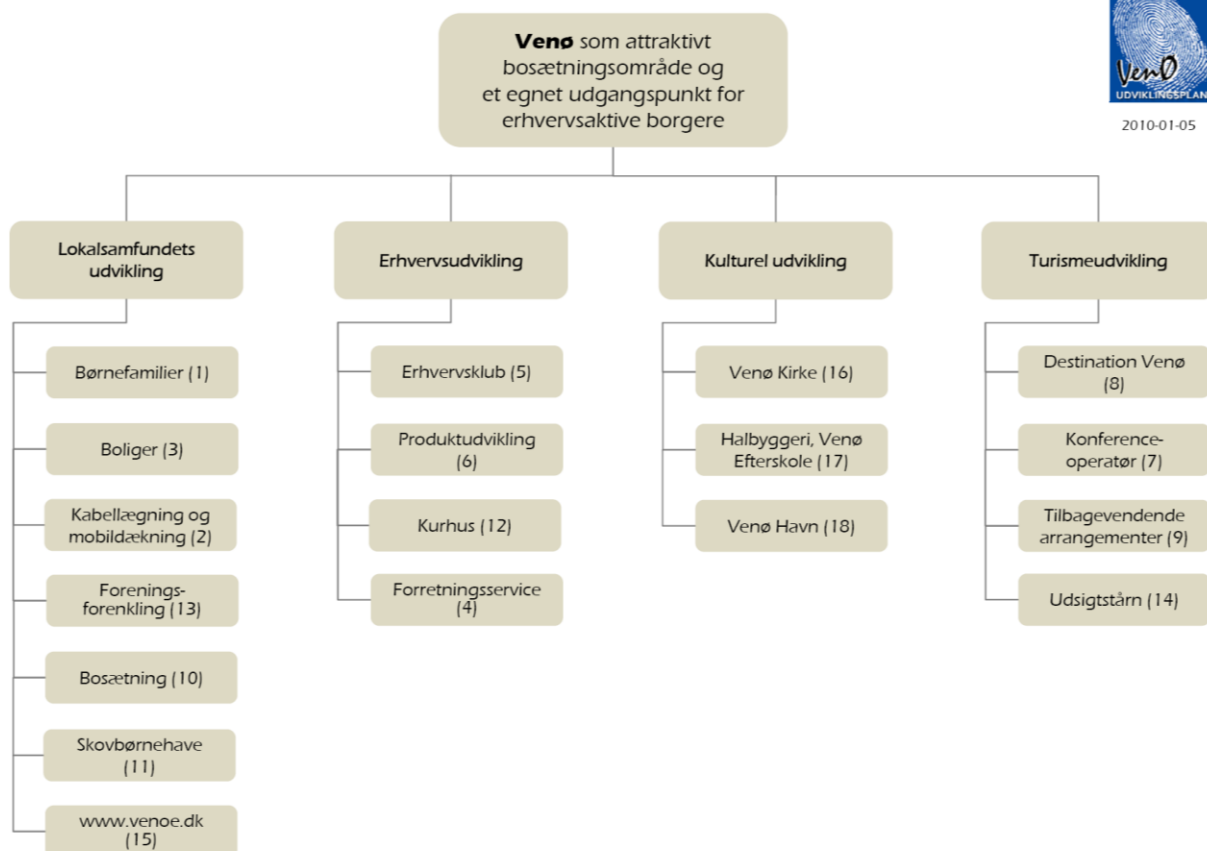 Venø som attraktivt
bosætningsområde og
et egnet udgangspunkt for
erhvervsaktive borgere
VenØ
UDVIKLINGSPLAN
2010-01-05
Lokalsamfundets
udvikling
Børnefamilier (1)
Boliger (3)
Kabellægning og
mobildækning (2)
Forenings-
forenkling (13)
Bosætning (10)
Skovbørnehave
(11)
www.venoe.dk
(15)
Erhvervsudvikling
Erhvervsklub (5)
Produktudvikling
(6)
Kurhus (12)
Forretningsservice
(4)
Kulturel udvikling
Venø Kirke (16)
Halbyggeri, Venø
Efterskole (17)
Venø Havn (18)
Turismeudvikling
Destination Venø
(8)
Konference-
operatør (7)
Tilbagevendende
arrangementer (9)
Udsigtstårn (14)